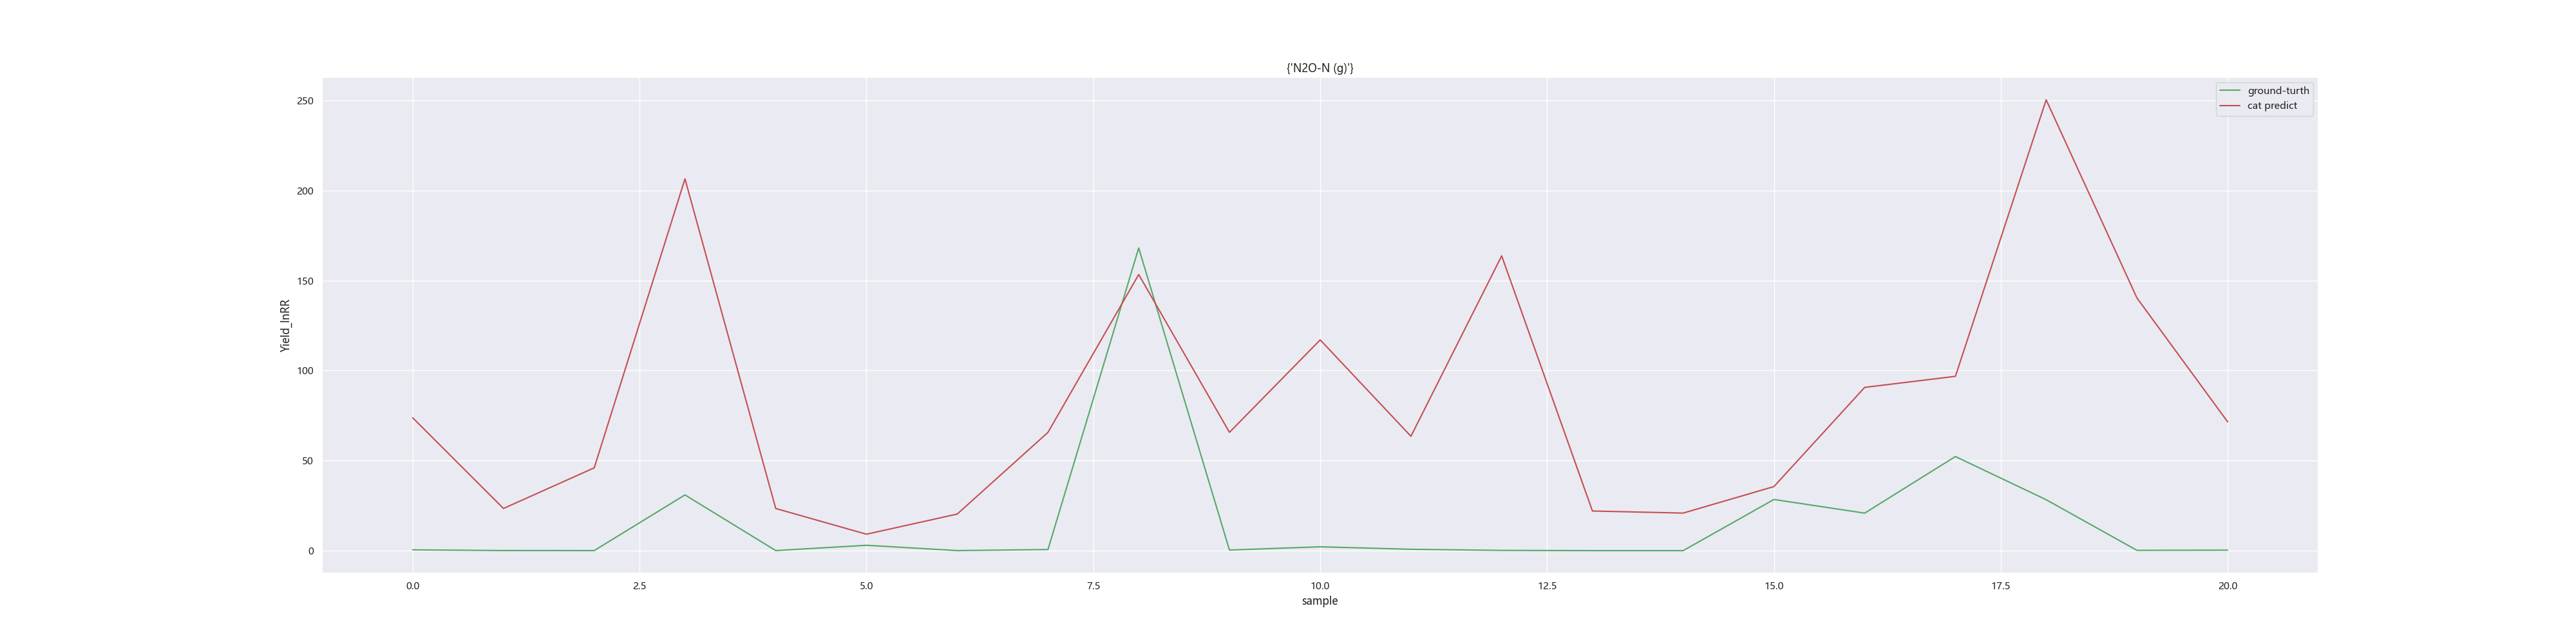 {'N2O-N (g)'}
ground-turth
cat predict
250
200
150
100
50
0
Yield_lnRR
0.0 2.5 5.0 7.5 10.0 12.5 15.0 17.5 20.0
sample